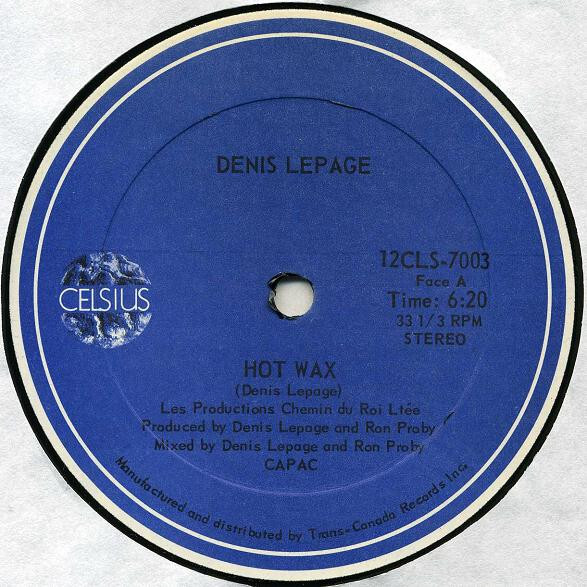 DENIS LEPAGE
12CLS-7003
Face A
Time: 6:20
33 1/3 RPM
STEREO
CELSIUS
HOT WAX
(Denis Lepage)
Les Productions Chemin du Roi Ltée
Produced by Denis Lepage and Ron Proby
Mixed by Denis Lepage and Ron Proby
CAPAC
Manufactured and distributed by Trans-Canada Records Inc.